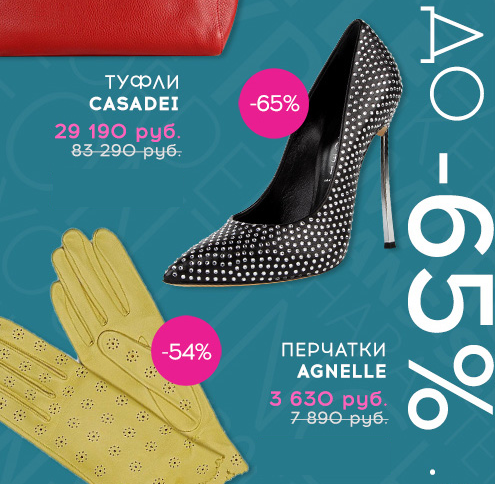 ТУФЛИ
CASADEI
29 190 руб.
83 290 руб.
-65%
ДО -65%
-54%
ПЕРЧАТКИ
AGNELLE
3 630 руб.
7 890 руб.